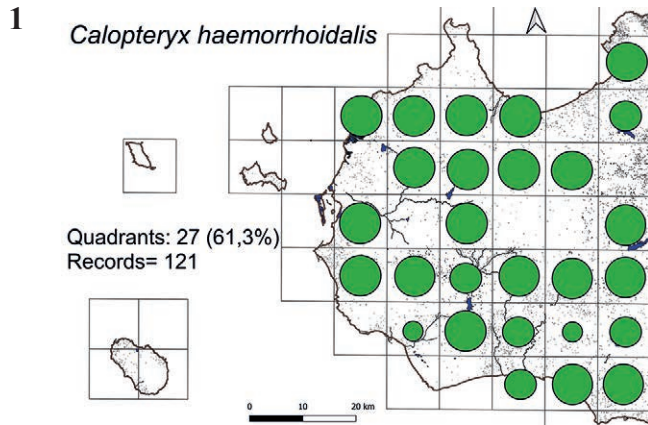 1
Calopteryx haemorrhoidalis
Quadrants: 27 (61,3%)
Records= 121
0 10 20 km